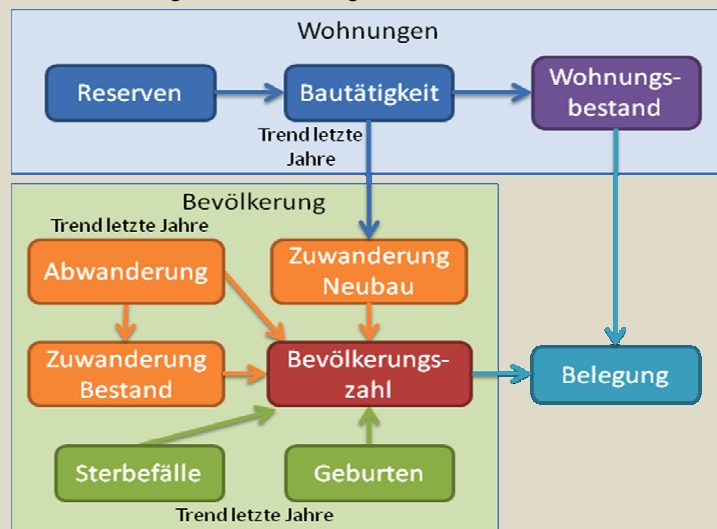 Wohnungen
Reserven
Bautätigkeit
Wohnungs-
bestand
Trend letzte
Jahre
Bevölkerung
Trend letzte Jahre
Abwanderung
Zuwanderung
Neubau
Zuwanderung
Bestand
Bevölkerungs-
zahl
Belegung
Sterbefälle
Geburten
Trend letzte Jahre